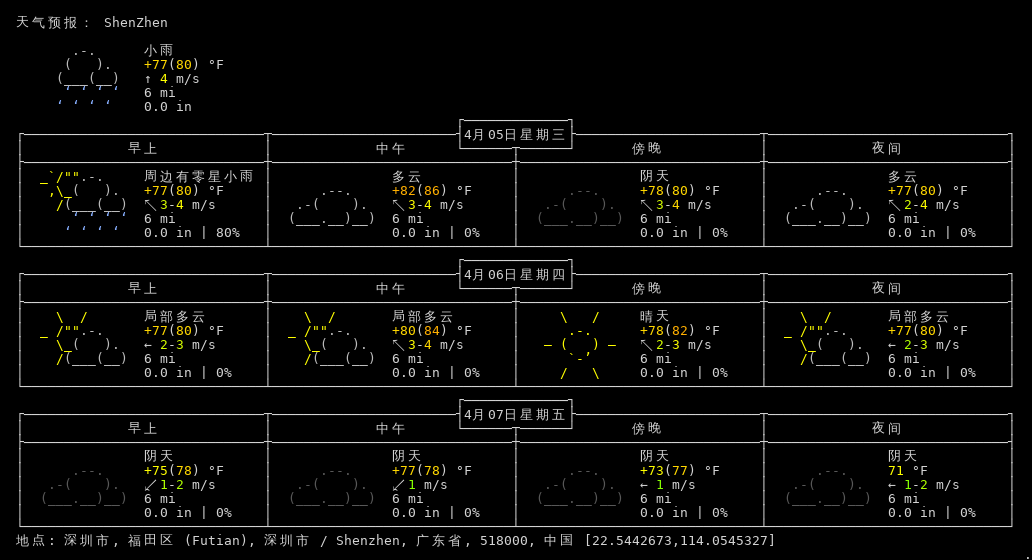 天气预报： ShenZhen
小雨
+77(80) °F
↑ 4 m/s
6 mi
0.0 in
4月05日星期三
早上 中午 傍晚 夜间
周边有零星小雨 多云 阴天 多云
+77(80) °F +82(86) °F +78(80) °F +77(80) °F
↖ 3-4 m/s ↖ 3-4 m/s ↖ 3-4 m/s ↖ 2-4 m/s
6 mi 6 mi 6 mi 6 mi
0.0 in | 80% 0.0 in | 0% 0.0 in | 0% 0.0 in | 0%
4月06日星期四
早上 中午 傍晚 夜间
局部多云 局部多云 晴天 局部多云
+77(80) °F +80(84) °F +78(82) °F +77(80) °F
← 2-3 m/s ↖ 3-4 m/s ↖ 2-3 m/s ← 2-3 m/s
6 mi 6 mi 6 mi 6 mi
0.0 in | 0% 0.0 in | 0% 0.0 in | 0% 0.0 in | 0%
4月07日星期五
早上 中午 傍晚 夜间
阴天 阴天 阴天 阴天
+75(78) °F +77(78) °F +73(77) °F 71 °F
↙ 1-2 m/s ↙ 1 m/s ← 1 m/s ← 1-2 m/s
6 mi 6 mi 6 mi 6 mi
0.0 in | 0% 0.0 in | 0% 0.0 in | 0% 0.0 in | 0%
地点: 深圳市, 福田区 (Futian), 深圳市 / Shenzhen, 广东省, 518000, 中国 [22.5442673,114.0545327]